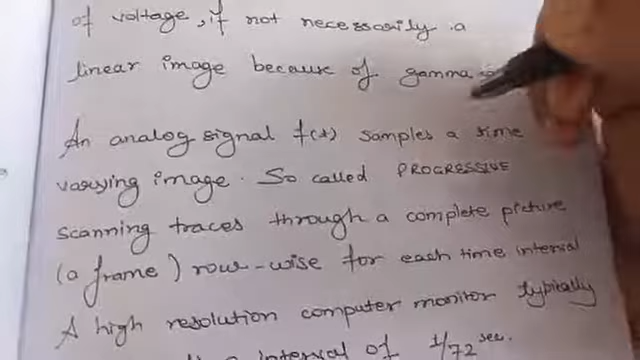 of voltage, if not necessarily a
linear image because of gamma
An analog signal f(t) samples a time
varying image. So called PROGRESSIVE
scanning traces through a complete picture
(a frame) row-wise for each time interval
A high resolution computer monitor typically
interval of 1/72 sec.